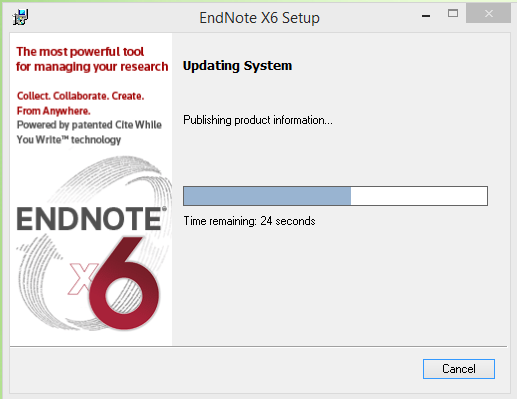 EndNote X6 Setup
The most powerful tool
for managing your research
Collect. Collaborate. Create.
From Anywhere.
Powered by patented Cite While
You Write™ technology
ENDNOTE®
X6
Updating System
Publishing product information...
Time remaining: 24 seconds
Cancel